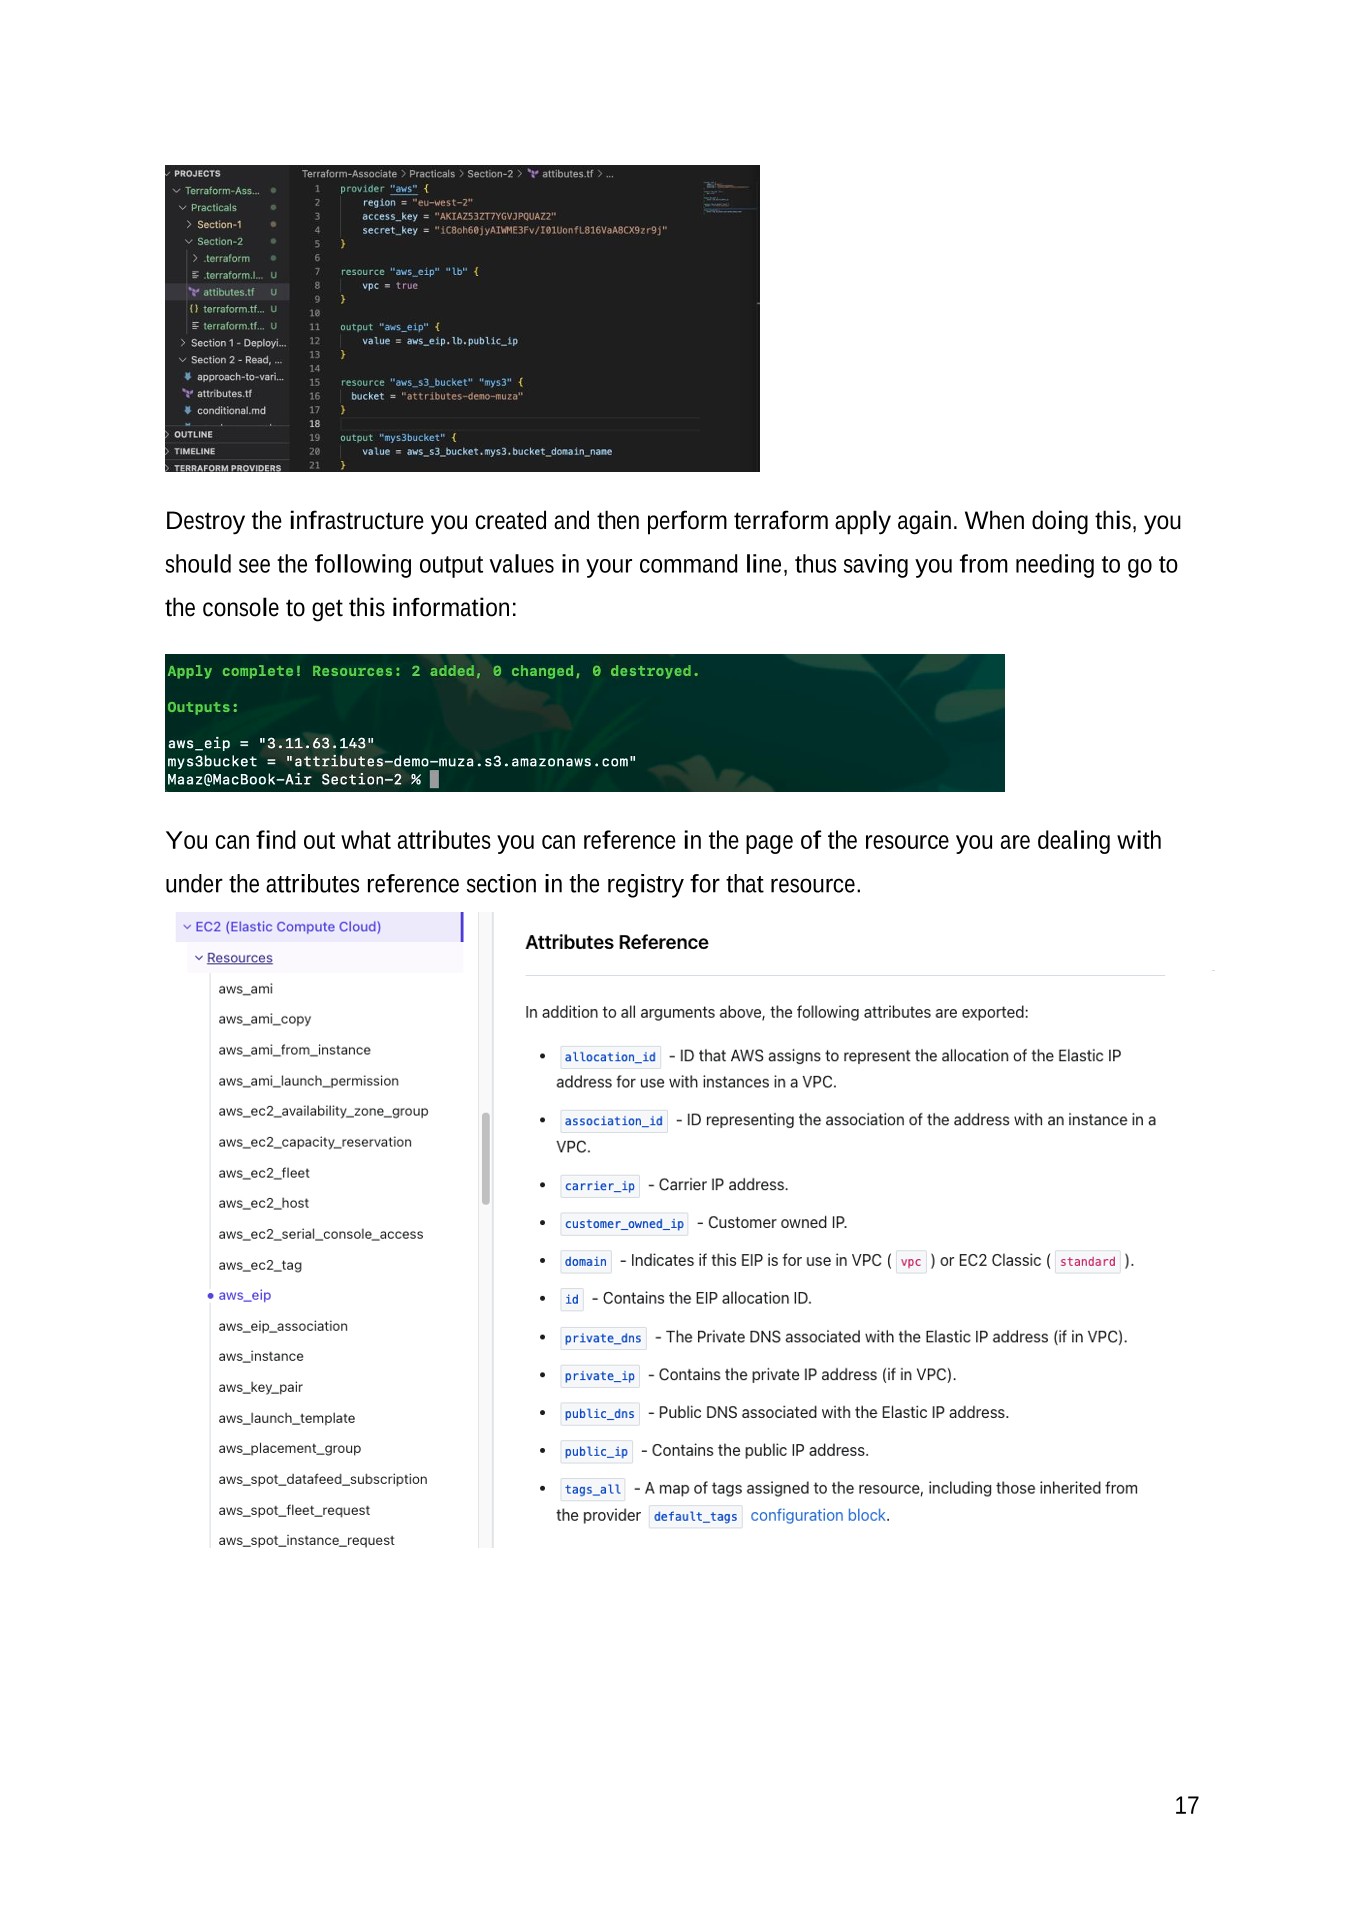 PROJECTS
Terraform-Ass...
Practicals
Section-1
Section-2
.terraform
.terraform.l... U
attibutes.tf U
terraform.tf... U
terraform.tf... U
Section 1 - Deployi...
Section 2 - Read, ...
approach-to-vari...
attributes.tf
conditional.md
OUTLINE
TIMELINE
TERRAFORM PROVIDERS
Terraform-Associate > Practicals > Section-2 > attibutes.tf > ...
1 provider "aws" {
2 region = "eu-west-2"
3 access_key = "AKIAZ53ZT7YGVJPQUAZ2"
4 secret_key =
5 }
6
7 resource "aws_eip" "lb" {
8 vpc = true
9 }
10
11 output "aws_eip" {
12 value = aws_eip.lb.public_ip
13 }
14
15 resource "aws_s3_bucket" "mys3" {
16 bucket = "attributes-demo-muza"
17 }
18
19 output "mys3bucket" {
20 value = aws_s3_bucket.mys3.bucket_domain_name
21 }
Destroy the infrastructure you created and then perform terraform apply again. When doing this, you
should see the following output values in your command line, thus saving you from needing to go to
the console to get this information:
Apply complete! Resources: 2 added, 0 changed, 0 destroyed.
Outputs:
aws_eip = "3.11.63.143"
mys3bucket = "attributes-demo-muza.s3.amazonaws.com"
Maaz@MacBook-Air Section-2 %
You can find out what attributes you can reference in the page of the resource you are dealing with
under the attributes reference section in the registry for that resource.
EC2 (Elastic Compute Cloud)
Resources
aws_ami
aws_ami_copy
aws_ami_from_instance
aws_ami_launch_permission
aws_ec2_availability_zone_group
aws_ec2_capacity_reservation
aws_ec2_fleet
aws_ec2_host
aws_ec2_serial_console_access
aws_ec2_tag
aws_eip
aws_eip_association
aws_instance
aws_key_pair
aws_launch_template
aws_placement_group
aws_spot_datafeed_subscription
aws_spot_fleet_request
aws_spot_instance_request
Attributes Reference
In addition to all arguments above, the following attributes are exported:
• allocation_id - ID that AWS assigns to represent the allocation of the Elastic IP
address for use with instances in a VPC.
• association_id - ID representing the association of the address with an instance in a
VPC.
• carrier_ip - Carrier IP address.
• customer_owned_ip - Customer owned IP.
• domain - Indicates if this EIP is for use in VPC ( vpc ) or EC2 Classic ( standard ).
• id - Contains the EIP allocation ID.
• private_dns - The Private DNS associated with the Elastic IP address (if in VPC).
• private_ip - Contains the private IP address (if in VPC).
• public_dns - Public DNS associated with the Elastic IP address.
• public_ip - Contains the public IP address.
• tags_all - A map of tags assigned to the resource, including those inherited from
the provider default_tags configuration block.
17